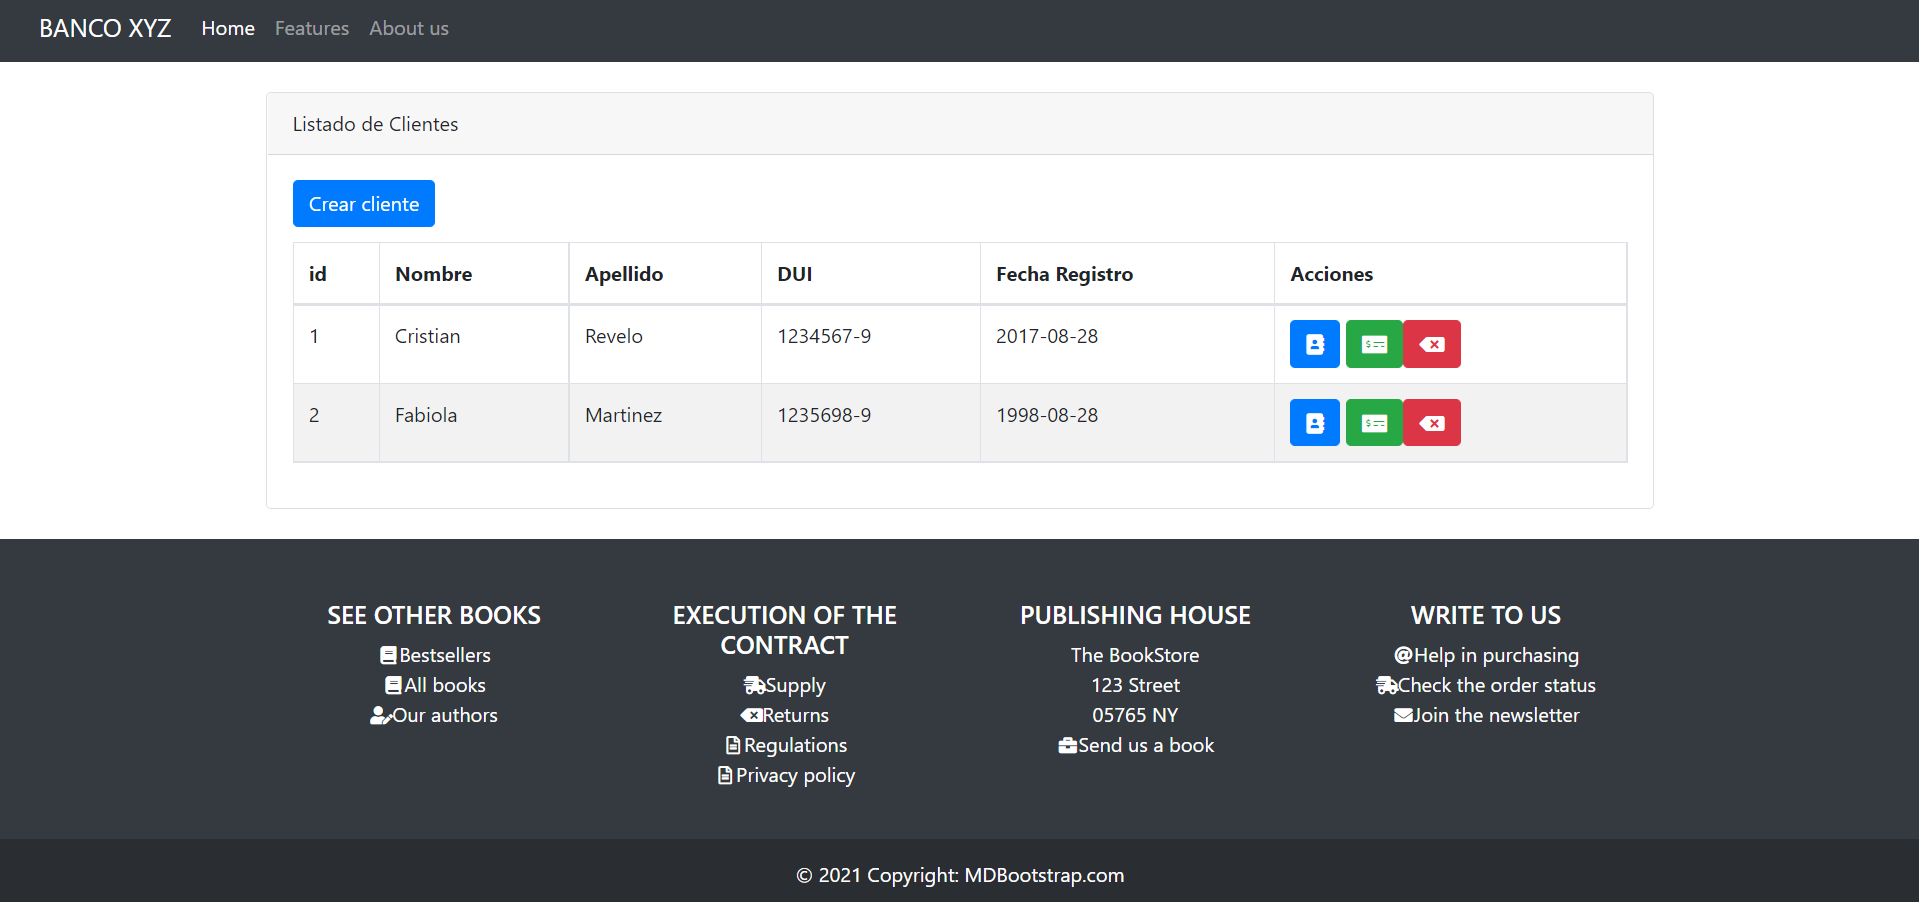 BANCO XYZ Home Features About us
Listado de Clientes
Crear cliente
id Nombre Apellido DUI Fecha Registro Acciones
1 Cristian Revelo 1234567-9 2017-08-28
2 Fabiola Martinez 1235698-9 1998-08-28
SEE OTHER BOOKS
Bestsellers
All books
Our authors
EXECUTION OF THE
CONTRACT
Supply
Returns
Regulations
Privacy policy
PUBLISHING HOUSE
The BookStore
123 Street
05765 NY
Send us a book
WRITE TO US
Help in purchasing
Check the order status
Join the newsletter
© 2021 Copyright: MDBootstrap.com